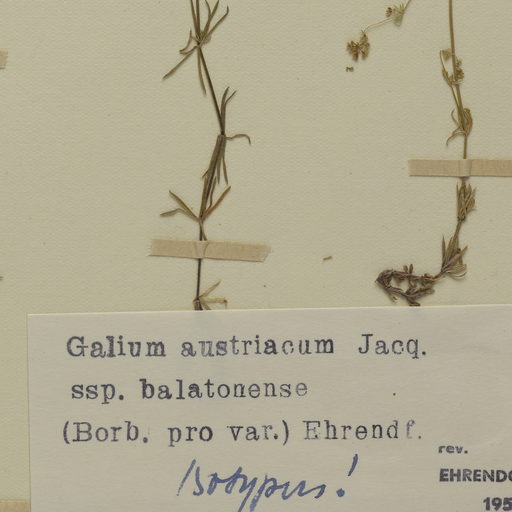 Galium austriacum Jacq.
ssp. balatonense
(Borb. pro var.) Ehrendf.
rev.
Isotypus!
EHRENDO
195